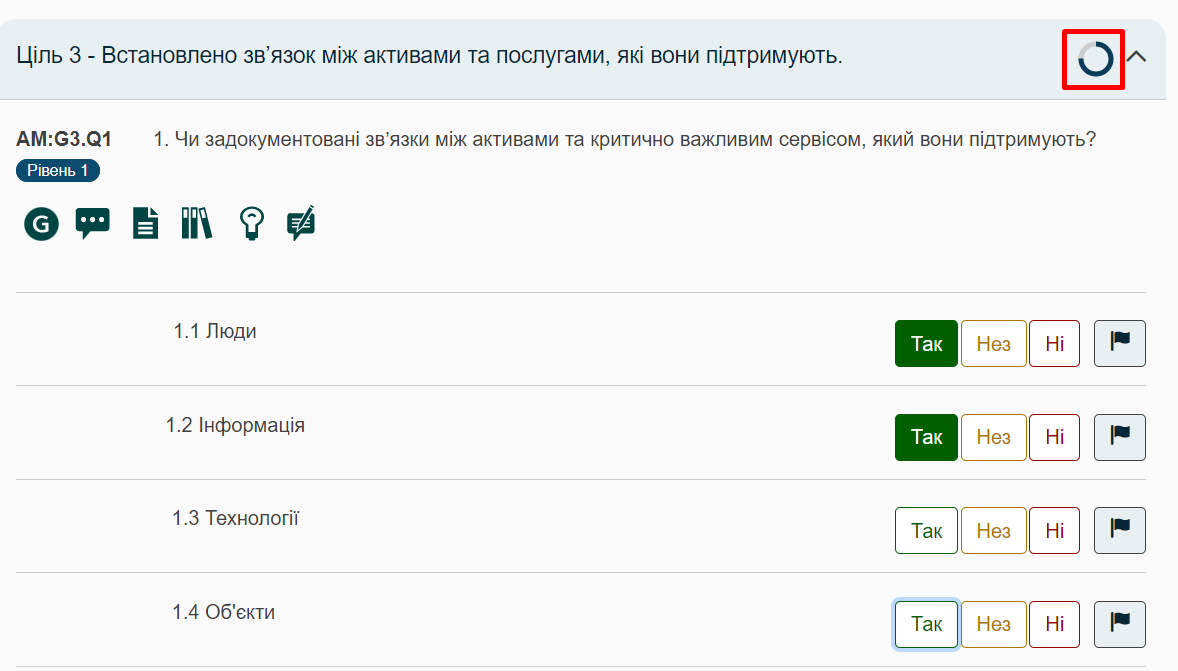 Ціль 3 - Встановлено зв’язок між активами та послугами, які вони підтримують.
AM:G3.Q1 1. Чи задокументовані зв’язки між активами та критично важливим сервісом, який вони підтримують?
Рівень 1
G
1.1 Люди Так Нез Ні
1.2 Інформація Так Нез Ні
1.3 Технології Так Нез Ні
1.4 Об'єкти Так Нез Ні